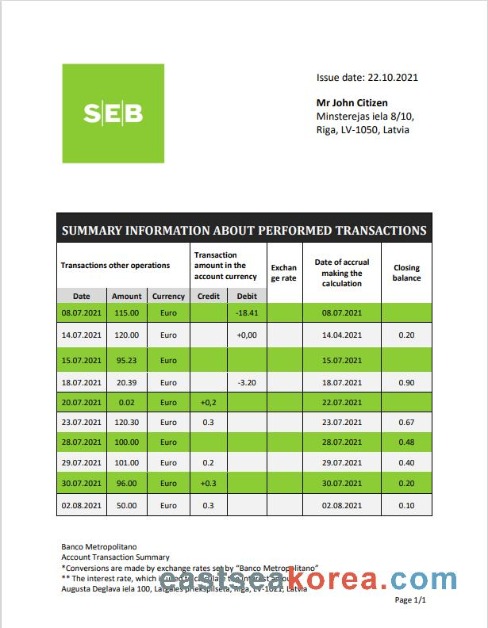 SEB
Issue date: 22.10.2021
Mr John Citizen
Minsterejas iela 8/10,
Riga, LV-1050, Latvia
SUMMARY INFORMATION ABOUT PERFORMED TRANSACTIONS
Transactions other operations Transaction amount in the account currency Exchan ge rate Date of accrual making the calculation Closing balance
Date Amount Currency Credit Debit
08.07.2021 115.00 Euro -18.41 08.07.2021
14.07.2021 120.00 Euro +0,00 14.04.2021 0.20
15.07.2021 95.23 Euro 15.07.2021
18.07.2021 20.39 Euro -3.20 18.07.2021 0.90
20.07.2021 0.02 Euro +0,2 22.07.2021
23.07.2021 120.30 Euro 0.3 23.07.2021 0.67
28.07.2021 100.00 Euro 28.07.2021 0.48
29.07.2021 101.00 Euro 0.2 29.07.2021 0.40
30.07.2021 96.00 Euro +0.3 30.07.2021 0.20
02.08.2021 50.00 Euro 0.3 02.08.2021 0.10
Banco Metropolitano
Account Transaction Summary
*Conversions are made by exchange rates set by "Banco Metropolitano"
** The interest rate, which is used to calculate the interest
Augusta Deglava iela 100, Riga, LV-1021, Latvia
eastseakorea.com
Page 1/1